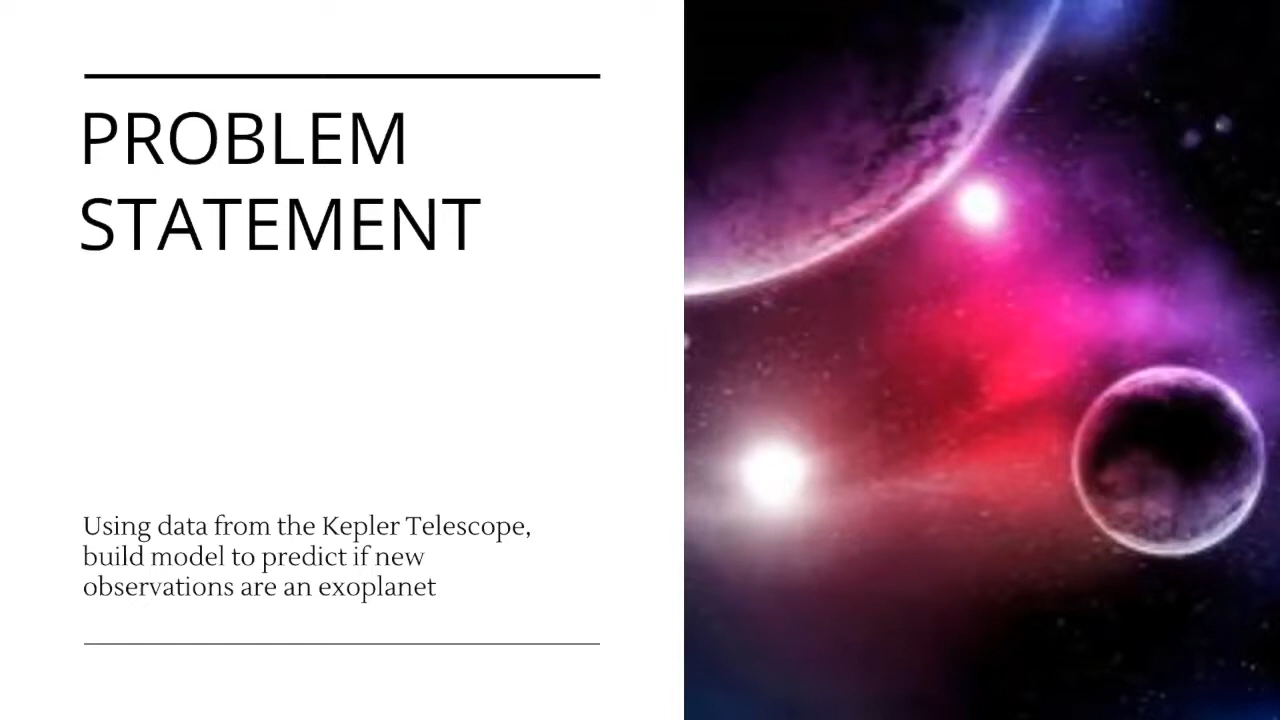 PROBLEM
STATEMENT
Using data from the Kepler Telescope,
build model to predict if new
observations are an exoplanet